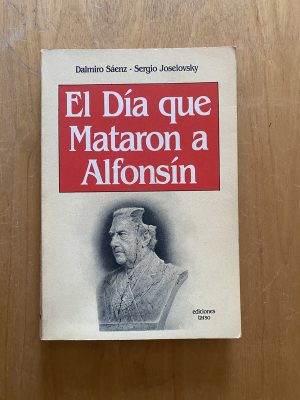 Dalmiro Sáenz - Sergio Joselovsky
El Día que
Mataron a
Alfonsín
ediciones
tarso